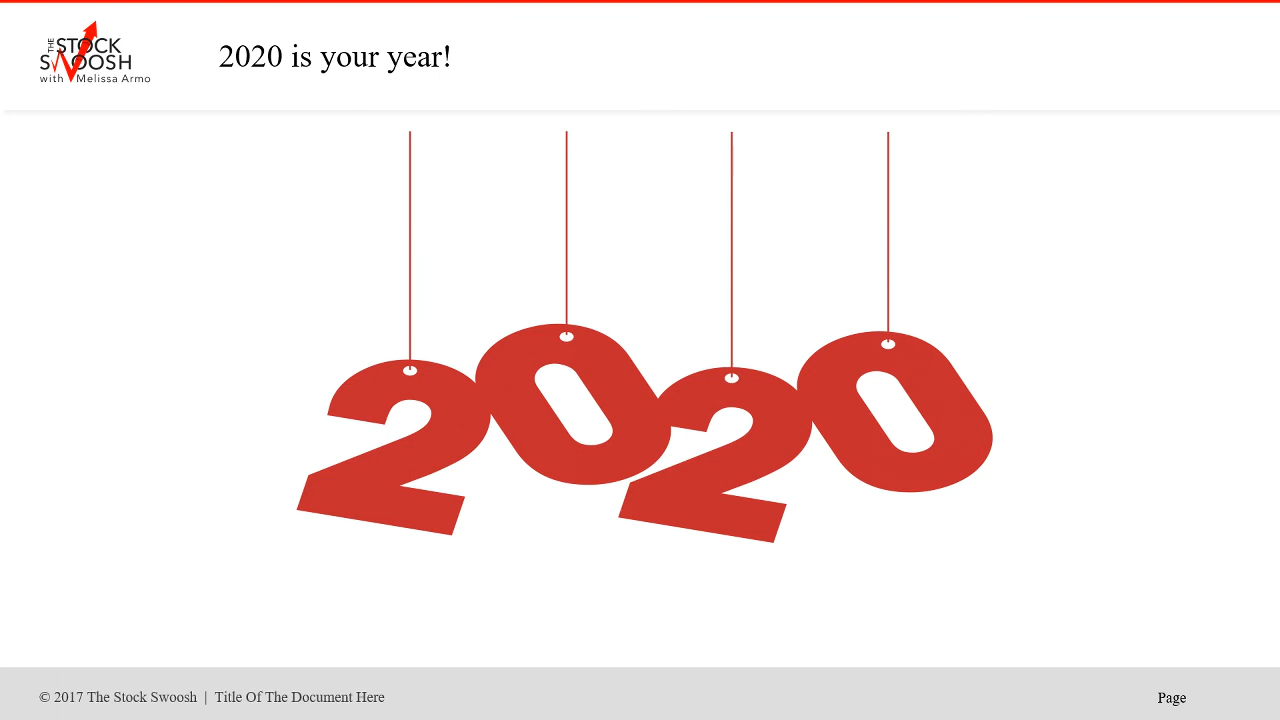 THE STOCK
SWOOSH
with Melissa Armo
2020 is your year!
2020
© 2017 The Stock Swoosh | Title Of The Document Here
Page